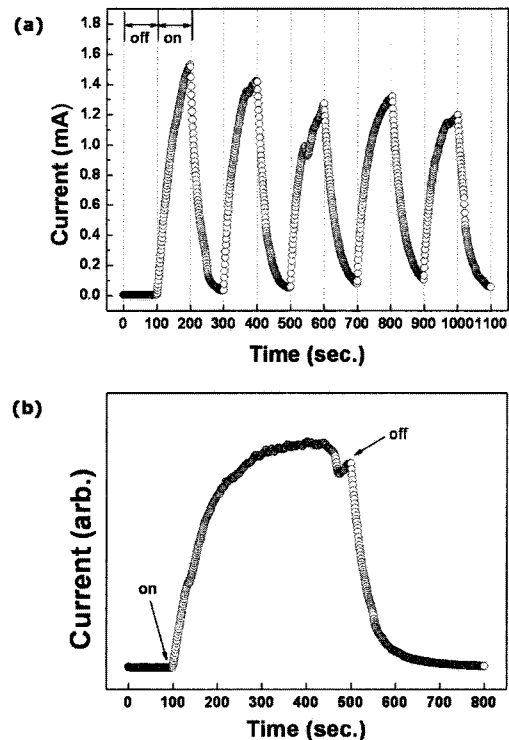 (a)
off on
1.8
1.6
1.4
1.2
1.0
0.8
0.6
0.4
0.2
0.0
Current (mA)
0 100 200 300 400 500 600 700 800 900 1000 1100
Time (sec.)
(b)
off
on
Current (arb.)
0 100 200 300 400 500 600 700 800
Time (sec.)